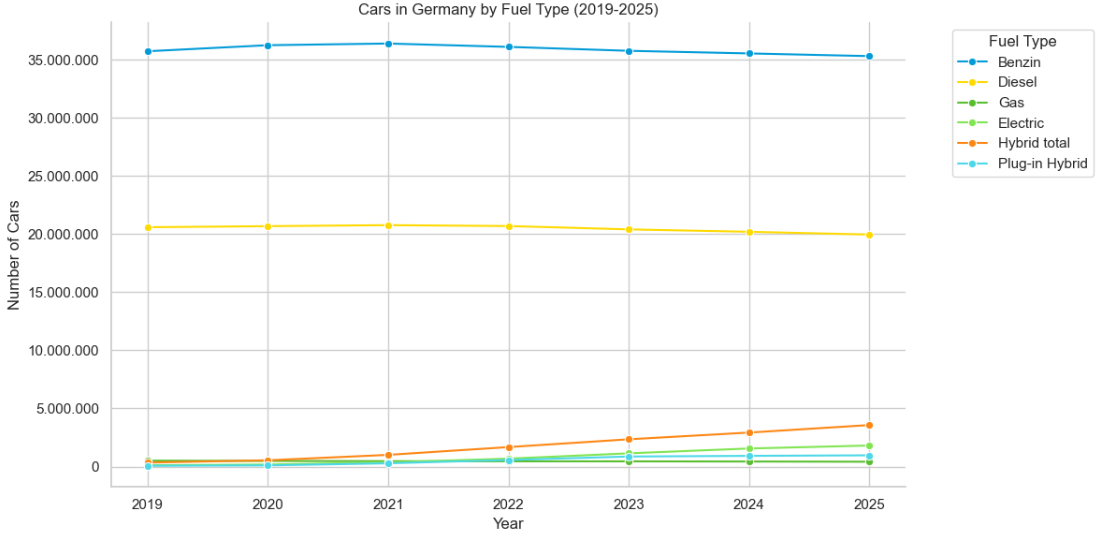 Cars in Germany by Fuel Type (2019-2025)
Number of Cars
35.000.000
30.000.000
25.000.000
20.000.000
15.000.000
10.000.000
5.000.000
0
2019 2020 2021 2022 2023 2024 2025
Year
Fuel Type
Benzin
Diesel
Gas
Electric
Hybrid total
Plug-in Hybrid